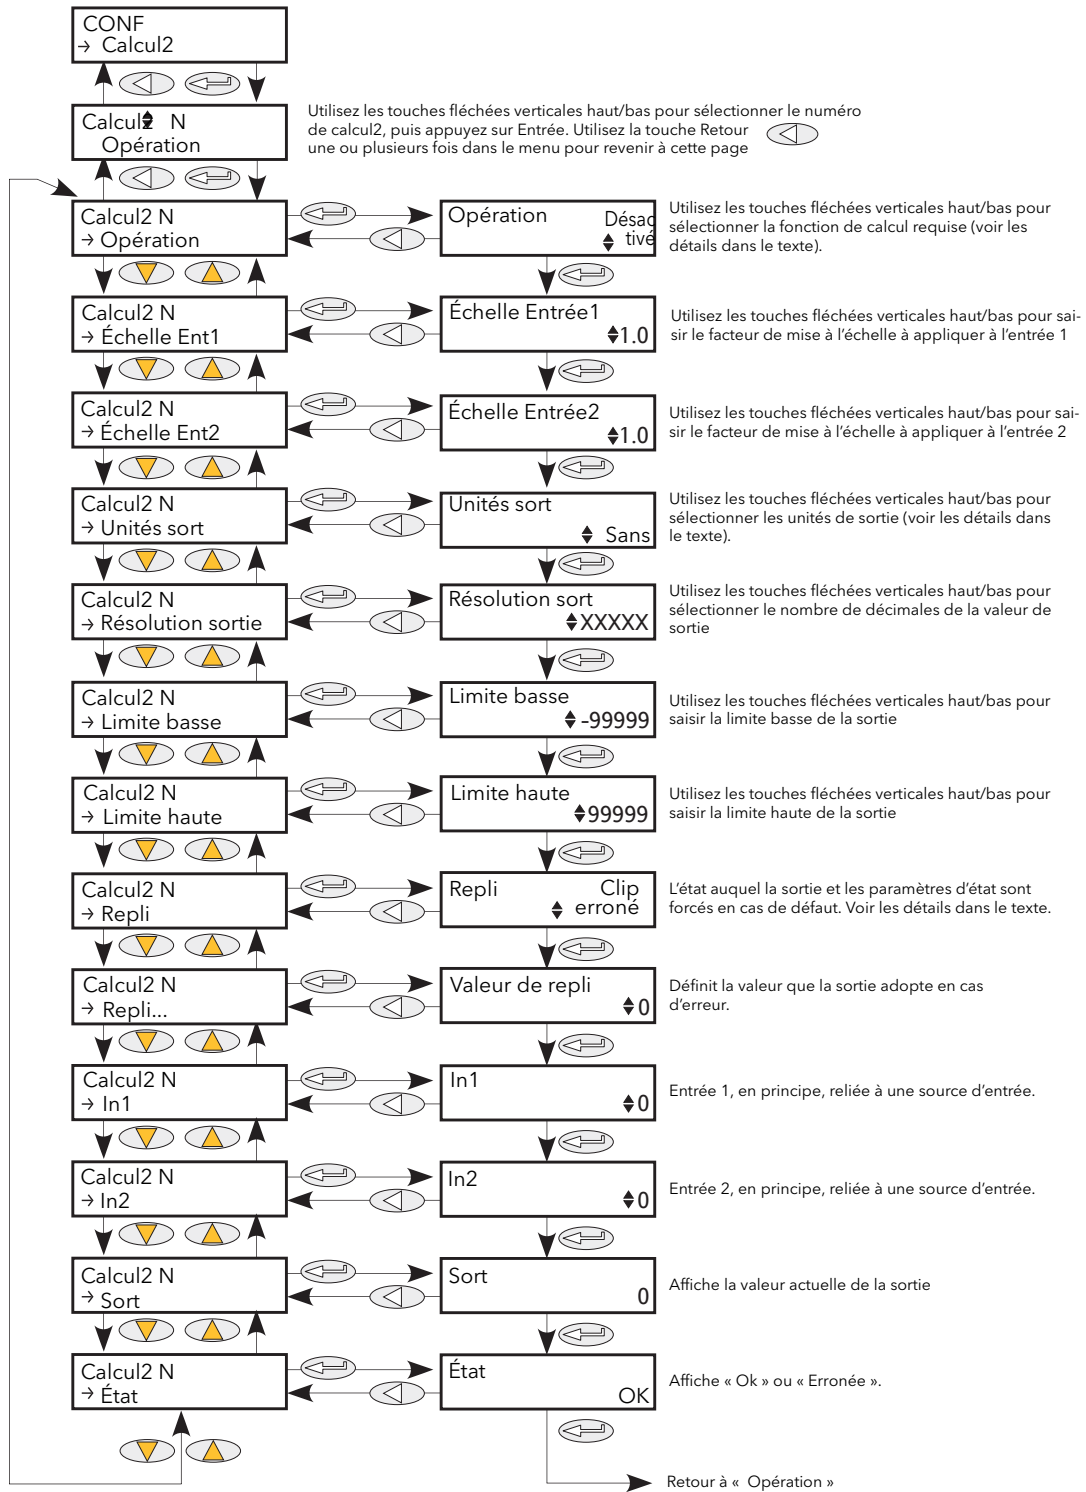 CONF
→ Calcul2
Calcul2 N
Opération
Utilisez les touches fléchées verticales haut/bas pour sélectionner le numéro
de calcul2, puis appuyez sur Entrée. Utilisez la touche Retour
une ou plusieurs fois dans le menu pour revenir à cette page
Calcul2 N
→ Opération
Opération Désac
tivé
Utilisez les touches fléchées verticales haut/bas pour
sélectionner la fonction de calcul requise (voir les
détails dans le texte).
Calcul2 N
→ Échelle Ent1
Échelle Entrée1
1.0
Utilisez les touches fléchées verticales haut/bas pour sai-
sir le facteur de mise à l'échelle à appliquer à l'entrée 1
Calcul2 N
→ Échelle Ent2
Échelle Entrée2
1.0
Utilisez les touches fléchées verticales haut/bas pour sai-
sir le facteur de mise à l'échelle à appliquer à l'entrée 2
Calcul2 N
→ Unités sort
Unités sort
Sans
Utilisez les touches fléchées verticales haut/bas pour
sélectionner les unités de sortie (voir les détails dans
le texte).
Calcul2 N
→ Résolution sortie
Résolution sort
XXXXX
Utilisez les touches fléchées verticales haut/bas pour
sélectionner le nombre de décimales de la valeur de
sortie
Calcul2 N
→ Limite basse
Limite basse
-99999
Utilisez les touches fléchées verticales haut/bas pour
saisir la limite basse de la sortie
Calcul2 N
→ Limite haute
Limite haute
99999
Utilisez les touches fléchées verticales haut/bas pour
saisir la limite haute de la sortie
Calcul2 N
→ Repli
Repli Clip
erroné
L'état auquel la sortie et les paramètres d'état sont
forcés en cas de défaut. Voir les détails dans le texte.
Calcul2 N
→ Repli...
Valeur de repli
0
Définit la valeur que la sortie adopte en cas
d'erreur.
Calcul2 N
→ In1
In1
0
Entrée 1, en principe, reliée à une source d'entrée.
Calcul2 N
→ In2
In2
0
Entrée 2, en principe, reliée à une source d'entrée.
Calcul2 N
→ Sort
Sort
0
Affiche la valeur actuelle de la sortie
Calcul2 N
→ État
État
OK
Affiche « Ok » ou « Erronée ».
Retour à « Opération »